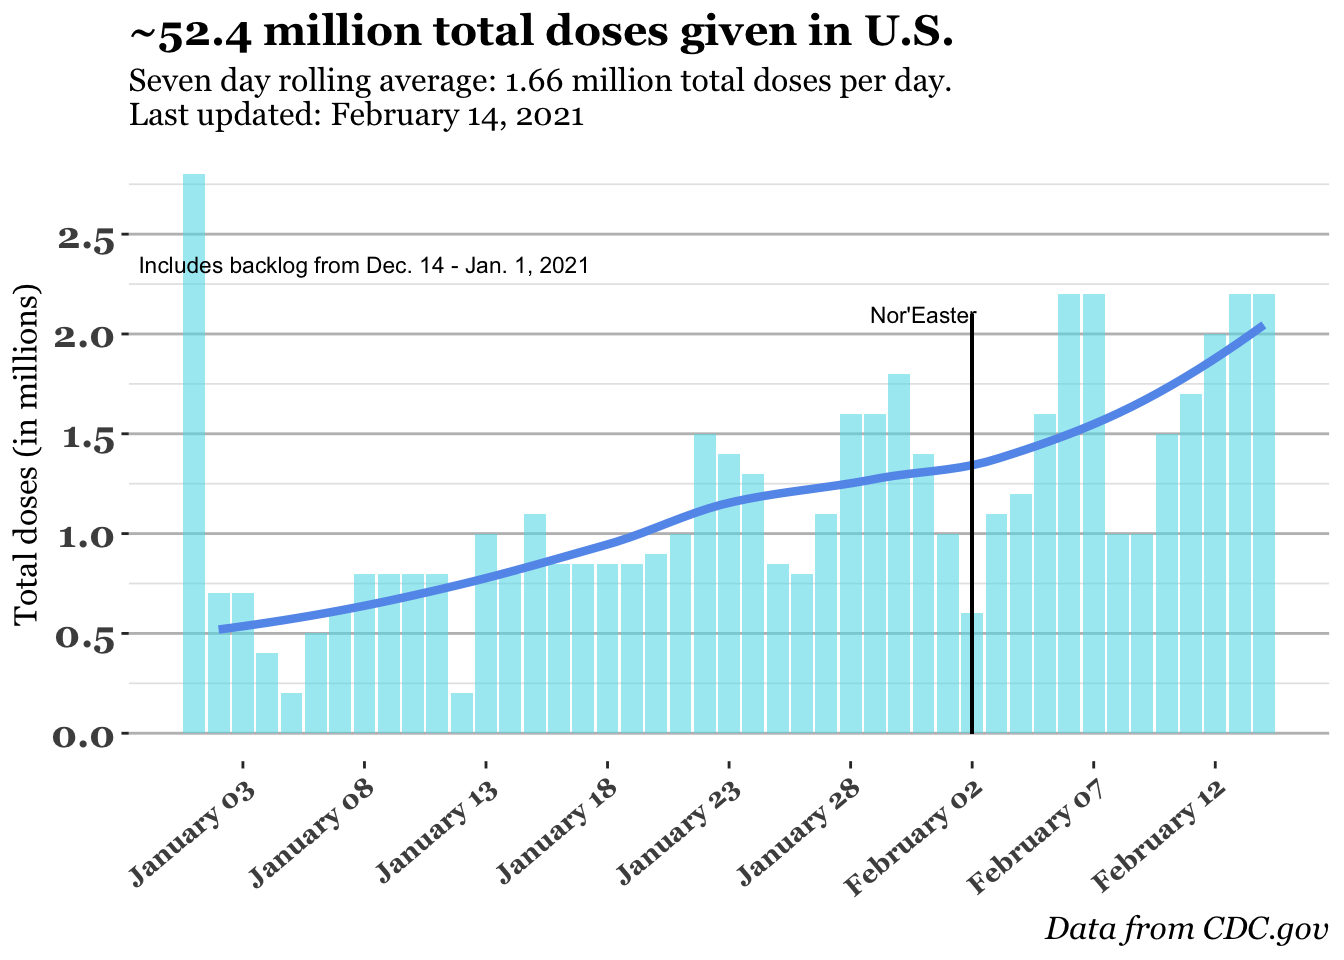 ~52.4 million total doses given in U.S.
Seven day rolling average: 1.66 million total doses per day.
Last updated: February 14, 2021
Total doses (in millions)
2.5
2.0
1.5
1.0
0.5
0.0
Includes backlog from Dec. 14 - Jan. 1, 2021
Nor'Easter
January 03
January 08
January 13
January 18
January 23
January 28
February 02
February 07
February 12
Data from CDC.gov